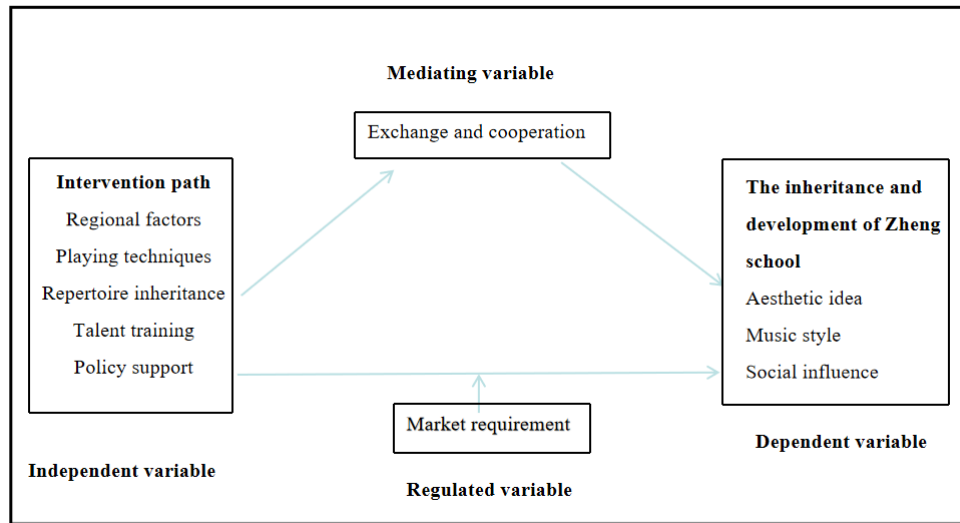 Mediating variable
Exchange and cooperation
Intervention path
Regional factors
Playing techniques
Repertoire inheritance
Talent training
Policy support
Independent variable
Market requirement
Regulated variable
The inheritance and
development of Zheng
school
Aesthetic idea
Music style
Social influence
Dependent variable